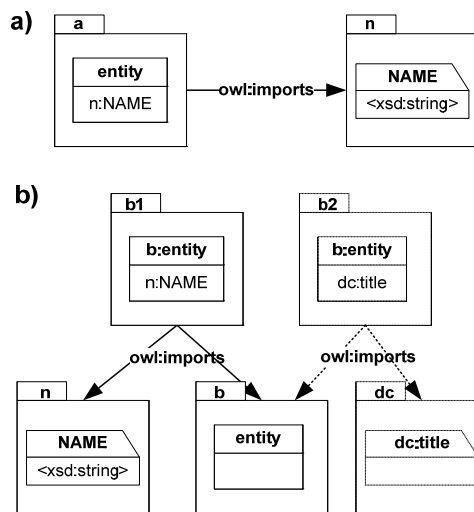 a)
a
n
entity
n:NAME
owl:imports
NAME
<xsd:string>
b)
b1
b2
b:entity
n:NAME
b:entity
dc:title
owl:imports
owl:imports
n
b
dc
NAME
<xsd:string>
entity
dc:title